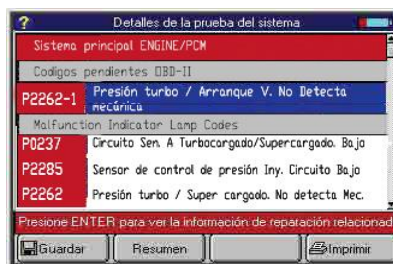 ?
Detalles de la prueba del sistema
Sistema principal ENGINE/PCM
Codigos pendientes OBD-II
P2262-1 Presión turbo / Arranque V. No Detecta
mecánica
Malfunction Indicator Lamp Codes
P0237 Circuito Sen. A Turbocargado/Supercargado. Bajo
P2285 Sensor de control de presión Iny. Circuito Bajo
P2262 Presión turbo / Super cargado. No detecta Mec.
Presione ENTER para ver la información de reparación relacionad
Guardar Resumen Imprimir